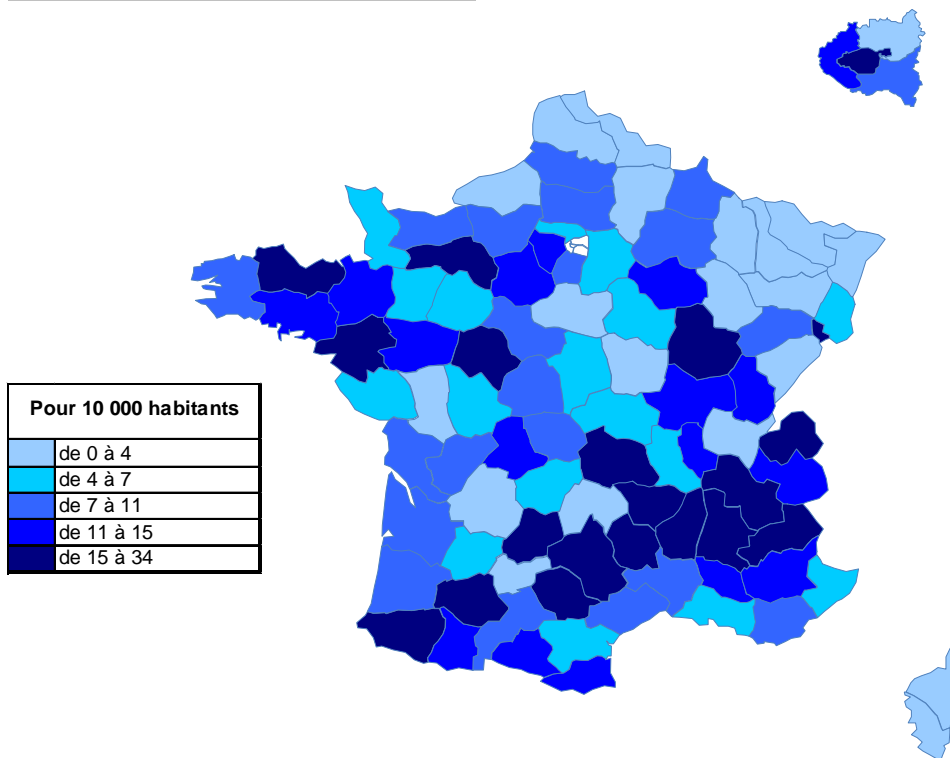 Pour 10 000 habitants
de 0 à 4
de 4 à 7
de 7 à 11
de 11 à 15
de 15 à 34